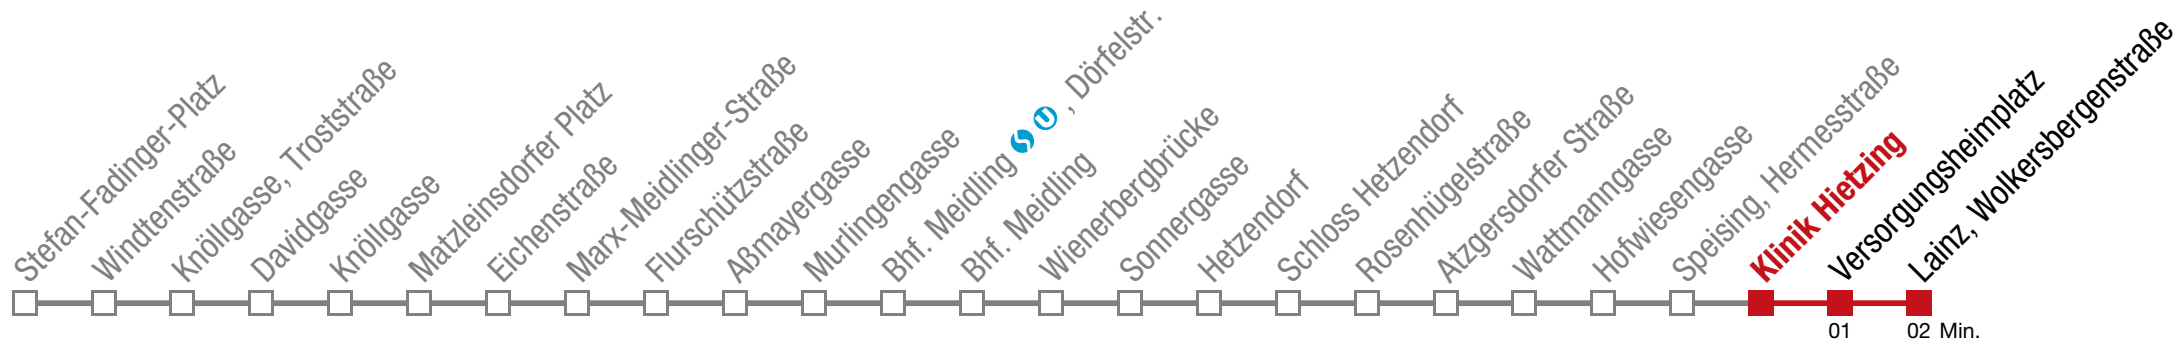 Stefan-Fadinger-Platz
Windtenstraße
Knöllgasse, Troststraße
Davidgasse
Knöllgasse
Matzleinsdorfer Platz
Eichenstraße
Marx-Meidlinger-Straße
Flurschützstraße
Aßmayergasse
Murlingengasse
Bhf. Meidling S U , Dörfelstr.
Bhf. Meidling
Wienerbergbrücke
Sonnergasse
Hetzendorf
Schloss Hetzendorf
Rosenhügelstraße
Atzgersdorfer Straße
Wattmanngasse
Hofwiesengasse
Speising, Hermesstraße
Klinik Hietzing
Versorgungsheimplatz
Lainz, Wolkersbergenstraße
01 02 Min.